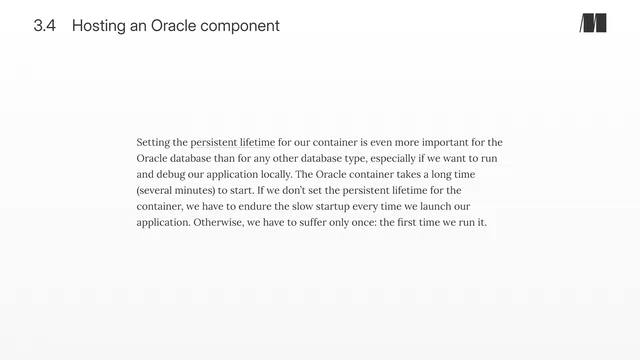 3.4 Hosting an Oracle component
Setting the persistent lifetime for our container is even more important for the
Oracle database than for any other database type, especially if we want to run
and debug our application locally. The Oracle container takes a long time
(several minutes) to start. If we don’t set the persistent lifetime for the
container, we have to endure the slow startup every time we launch our
application. Otherwise, we have to suffer only once: the first time we run it.